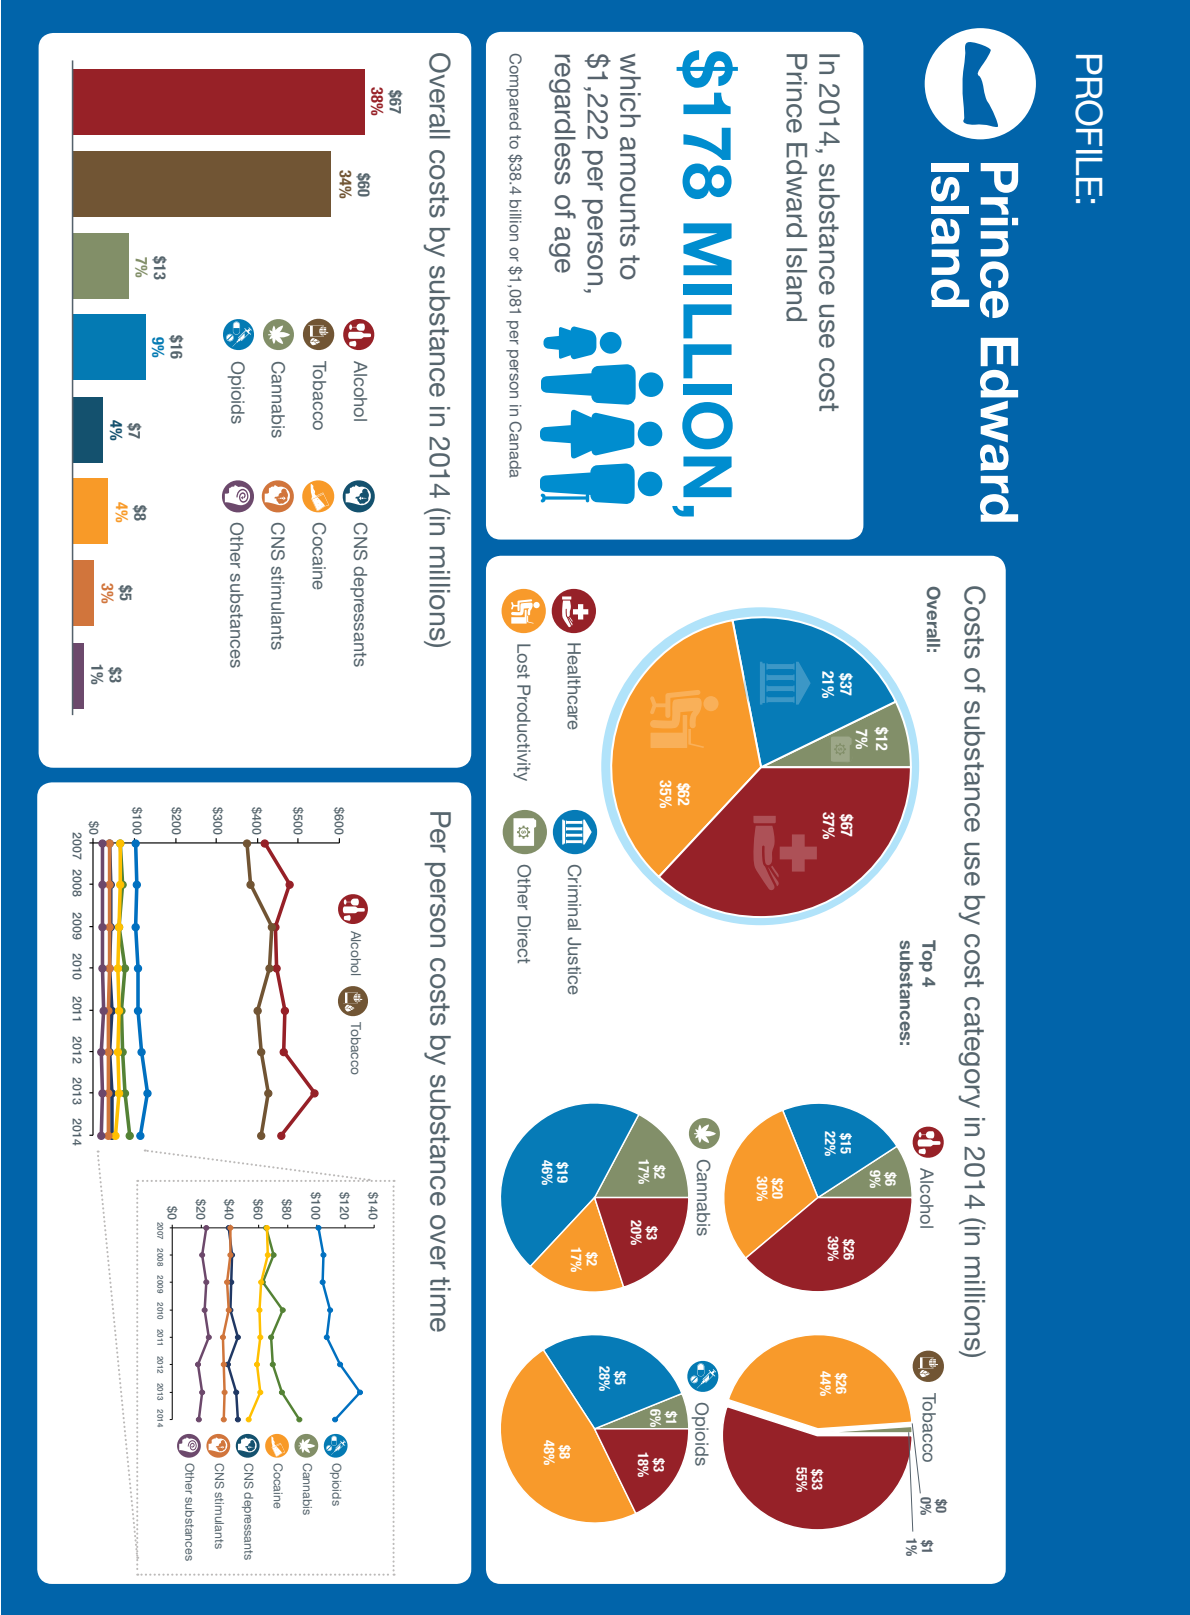 PROFILE:
Prince Edward
Island
In 2014, substance use cost
Prince Edward Island
$178 MILLION,
which amounts to
$1,222 per person,
regardless of age
Compared to $38.4 billion or $1,081 per person in Canada
Costs of substance use by cost category in 2014 (in millions)
Overall:
$12
7%
$37
21%
$67
37%
$62
35%
Healthcare
Criminal Justice
Lost Productivity
Other Direct
Top 4
substances:
Alcohol
$6
9%
$15
22%
$26
39%
$20
30%
Tobacco
$0
0%
$1
1%
$26
44%
$33
55%
Cannabis
$2
17%
$3
20%
$19
46%
$2
17%
Opioids
$1
6%
$5
28%
$3
18%
$8
48%
Overall costs by substance in 2014 (in millions)
$67
38%
$60
34%
$13
7%
$16
9%
$7
4%
$8
4%
$5
3%
$3
1%
Alcohol
CNS depressants
Tobacco
Cocaine
Cannabis
CNS stimulants
Opioids
Other substances
Per person costs by substance over time
Alcohol
Tobacco
$600
$500
$400
$300
$200
$100
$0
2007 2008 2009 2010 2011 2012 2013 2014
$140
$120
$100
$80
$60
$40
$20
$0
2007 2008 2009 2010 2011 2012 2013 2014
Opioids
Cannabis
Cocaine
CNS depressants
CNS stimulants
Other substances